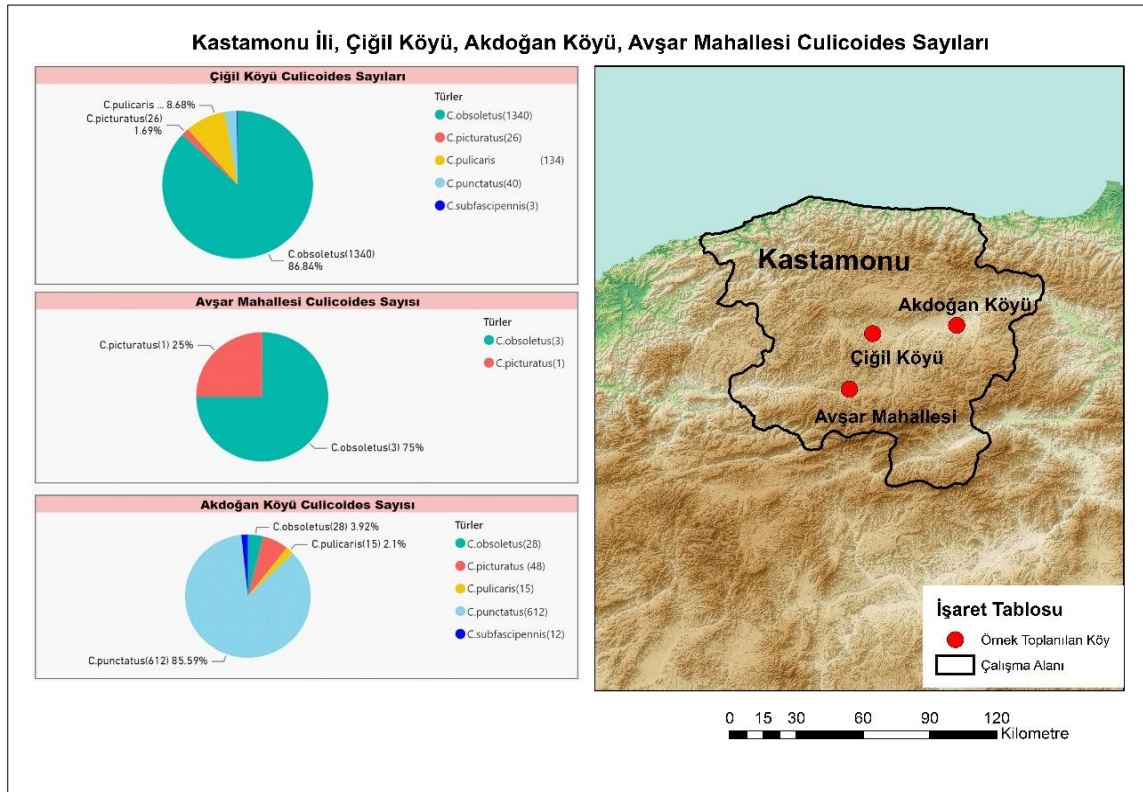 Kastamonu İli, Çiğil Köyü, Akdoğan Köyü, Avşar Mahallesi Culicoides Sayıları
Çiğil Köyü Culicoides Sayıları
C.pulicaris ... 8.68%
C.picturatus(26)
1.69%
C.obsoletus(1340)
86.84%
Türler
C.obsoletus(1340)
C.picturatus(26)
C.pulicaris (134)
C.punctatus(40)
C.subfascipennis(3)
Avşar Mahallesi Culicoides Sayısı
C.picturatus(1) 25%
C.obsoletus(3) 75%
Türler
C.obsoletus(3)
C.picturatus(1)
Akdoğan Köyü Culicoides Sayısı
C.obsoletus(28) 3.92%
C.pulicaris(15) 2.1%
C.punctatus(612) 85.59%
Türler
C.obsoletus(28)
C.picturatus (48)
C.pulicaris(15)
C.punctatus(612)
C.subfascipennis(12)
Kastamonu
Akdoğan Köyü
Çiğil Köyü
Avşar Mahallesi
İşaret Tablosu
Örnek Toplanılan Köy
Çalışma Alanı
0 15 30 60 90 120
Kilometre